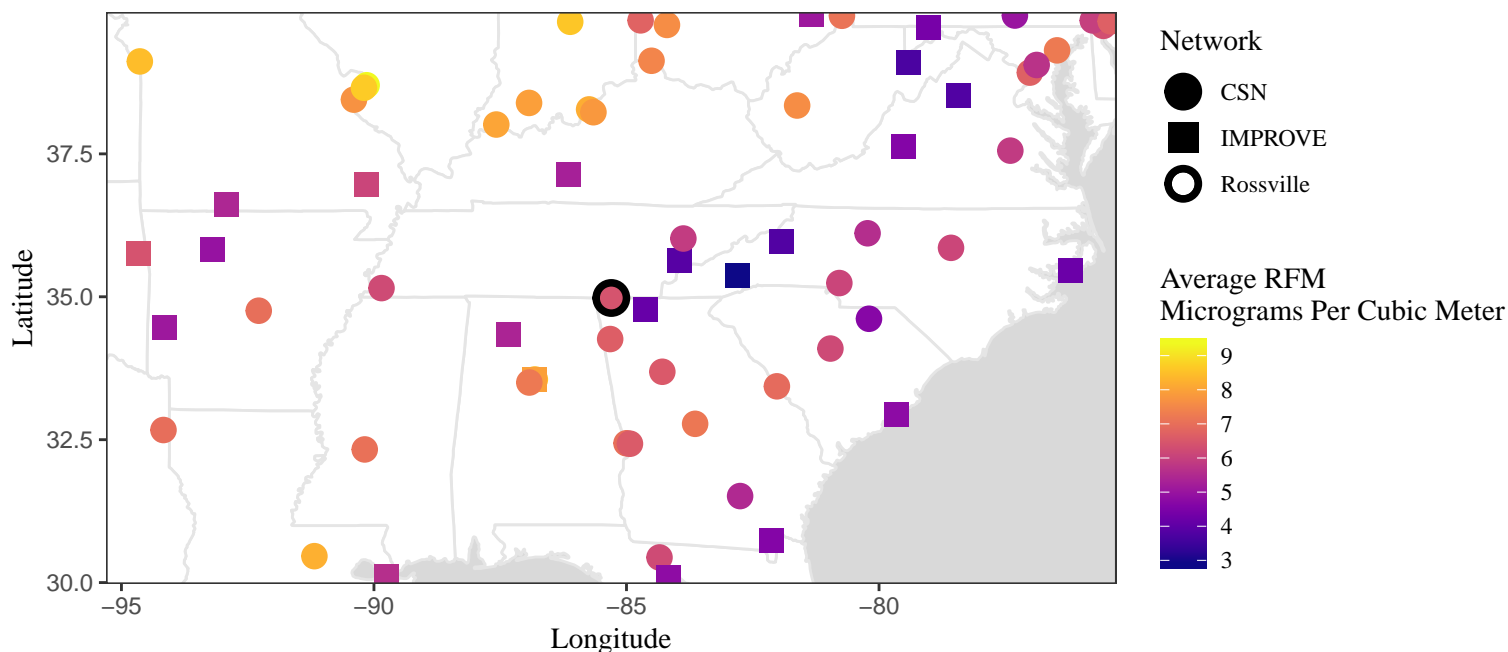 37.5
35.0
32.5
30.0
Latitude
−95
−90
−85
−80
Longitude
Network
CSN
IMPROVE
Rossville
Average RFM
Micrograms Per Cubic Meter
9
8
7
6
5
4
3